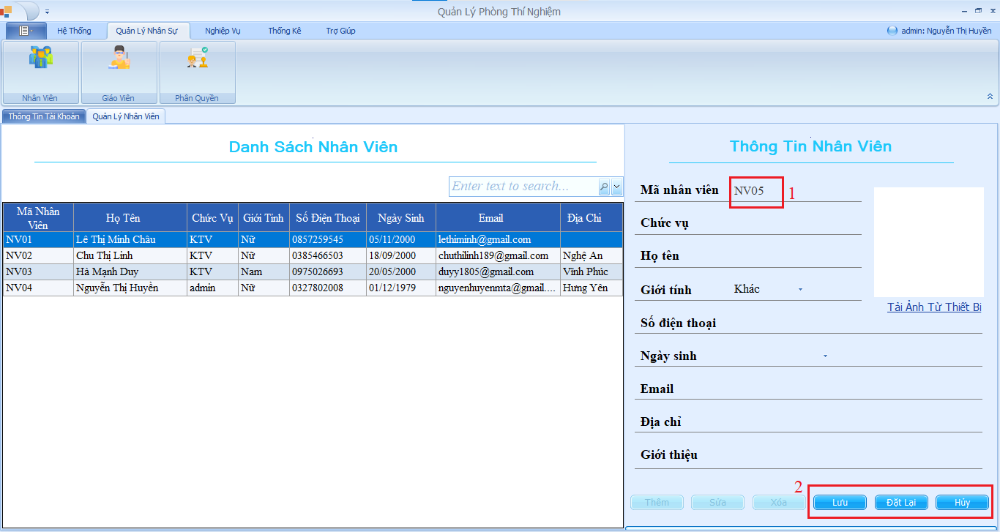 Quản Lý Phòng Thí Nghiệm
Hệ Thống Quản Lý Nhân Sự Nghiệp Vụ Thống Kê Trợ Giúp admin: Nguyễn Thị Huyền
Nhân Viên Giáo Viên Phân Quyền
Thông Tin Tài Khoản Quản Lý Nhân Viên
Danh Sách Nhân Viên
Enter text to search...
Mã Nhân Viên Họ Tên Chức Vụ Giới Tính Số Điện Thoại Ngày Sinh Email Địa Chỉ
NV01 Lê Thị Minh Châu KTV Nữ 0857259545 05/11/2000 lethiminh@gmail.com
NV02 Chu Thị Linh KTV Nữ 0385466503 18/09/2000 chuthilinh189@gmail.com Nghệ An
NV03 Hà Mạnh Duy KTV Nam 0975026693 20/05/2000 duyy1805@gmail.com Vĩnh Phúc
NV04 Nguyễn Thị Huyền admin Nữ 0327802008 01/12/1979 nguyenhuyenmta@gmail.... Hưng Yên
Thông Tin Nhân Viên
Mã nhân viên NV05 1
Chức vụ
Họ tên
Giới tính Khác
Tải Ảnh Từ Thiết Bị
Số điện thoại
Ngày sinh
Email
Địa chỉ
Giới thiệu
2
Thêm Sửa Xóa Lưu Đặt Lại Hủy